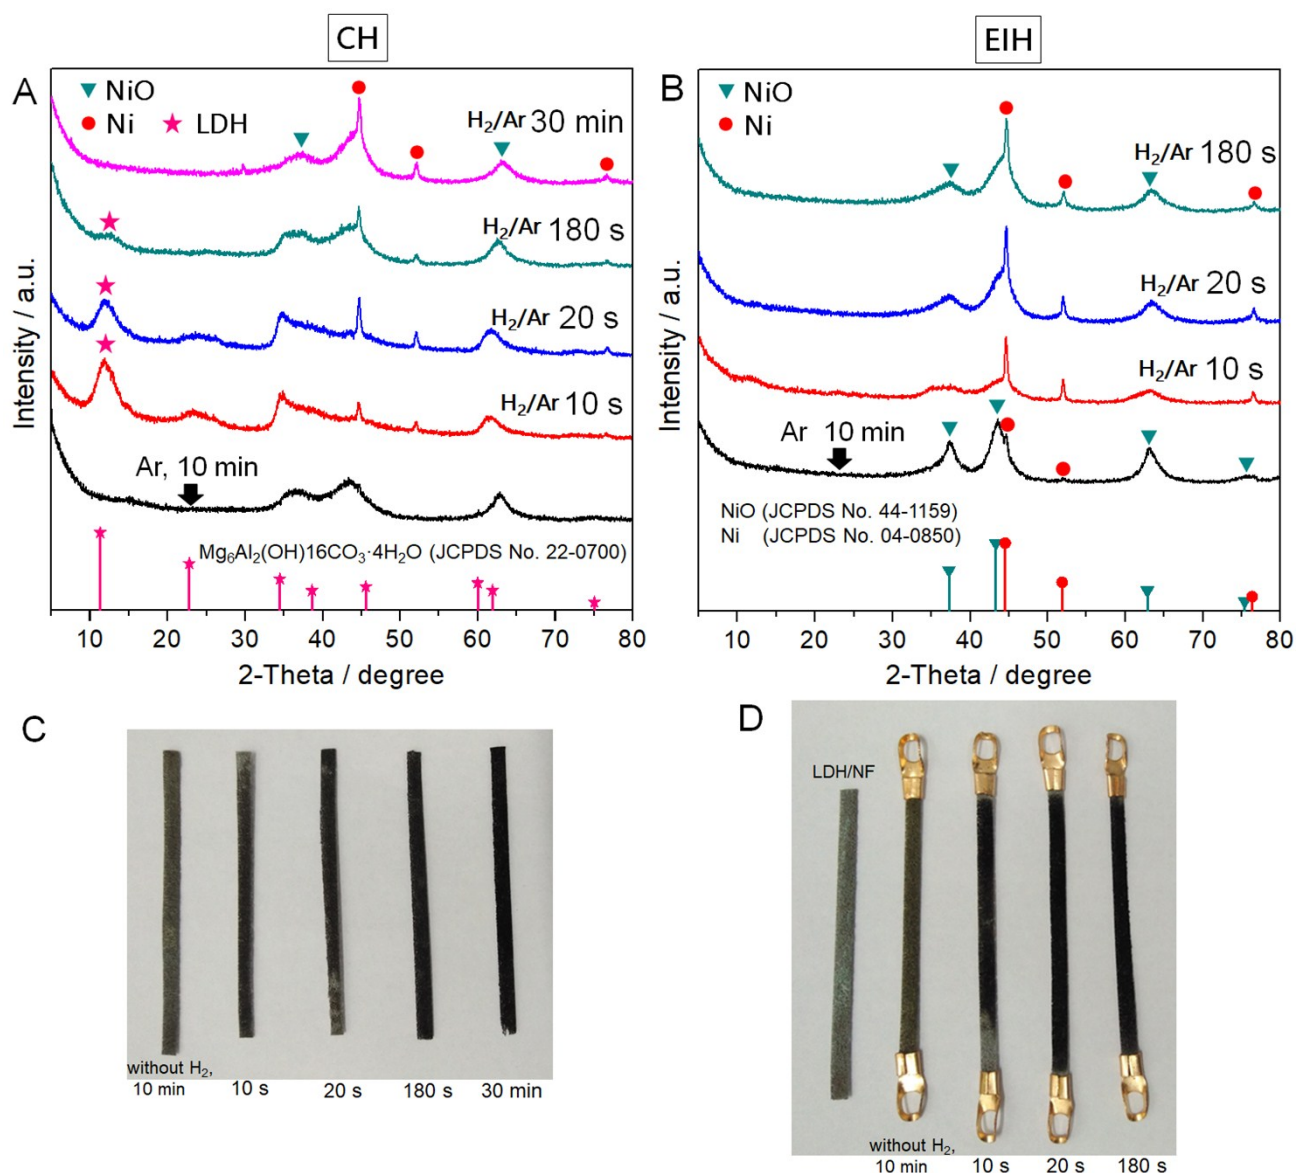 CH
EIH
A
NiO
Ni
LDH
H₂/Ar 30 min
H₂/Ar 180 s
H₂/Ar 20 s
H₂/Ar 10 s
Ar, 10 min
Mg₆Al₂(OH)16CO₃·4H₂O (JCPDS No. 22-0700)
Intensity / a.u.
10 20 30 40 50 60 70 80
2-Theta / degree
B
NiO
Ni
H₂/Ar 180 s
H₂/Ar 20 s
H₂/Ar 10 s
Ar 10 min
NiO (JCPDS No. 44-1159)
Ni (JCPDS No. 04-0850)
Intensity / a.u.
10 20 30 40 50 60 70 80
2-Theta / degree
C
without H₂,
10 min
10 s
20 s
180 s
30 min
D
LDH/NF
without H₂,
10 min
10 s
20 s
180 s